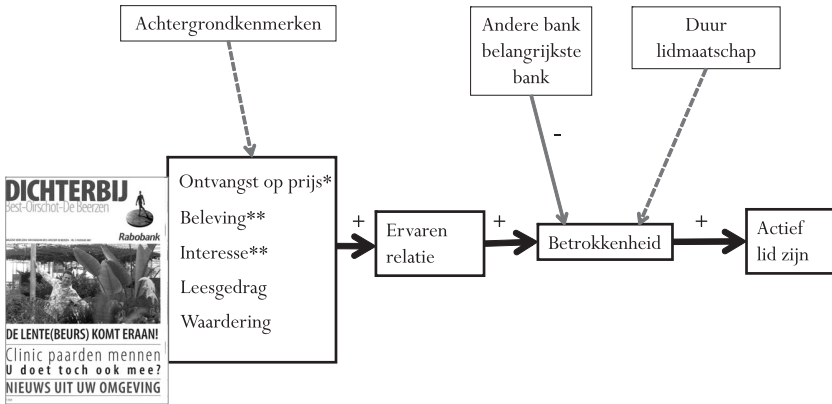 Achtergrondkenmerken
Andere bank
belangrijkste
bank
Duur
lidmaatschap
-
DICHTERBIJ
Best-Oirschot-De Beerzen
Rabobank
DE LENTE(BEURS) KOMT ERAAN!
Clinic paarden mennen
U doet toch ook mee?
NIEUWS UIT UW OMGEVING
Ontvangst op prijs*
Beleving**
Interesse**
Leesgedrag
Waardering
+
Ervaren
relatie
+
Betrokkenheid
+
Actief
lid zijn